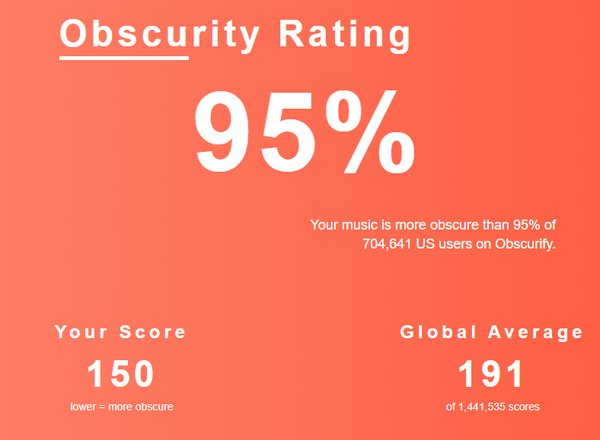 Obscurity Rating
95%
Your music is more obscure than 95% of
704,641 US users on Obscurify.
Your Score
150
lower = more obscure
Global Average
191
of 1,441,535 scores